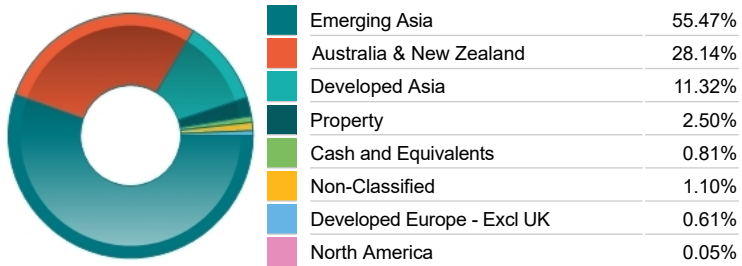 Emerging Asia 55.47%
Australia & New Zealand 28.14%
Developed Asia 11.32%
Property 2.50%
Cash and Equivalents 0.81%
Non-Classified 1.10%
Developed Europe - Excl UK 0.61%
North America 0.05%